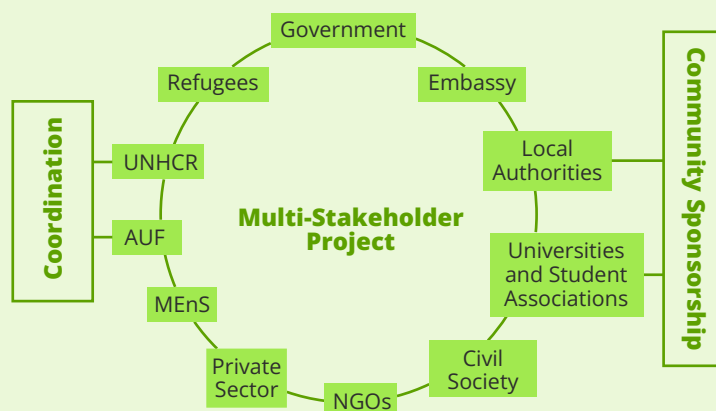 Government
Refugees
Embassy
Coordination
UNHCR
AUF
Local
Authorities
Community Sponsorship
Multi-Stakeholder
Project
Universities
and Student
Associations
MEnS
Private
Sector
NGOs
Civil
Society